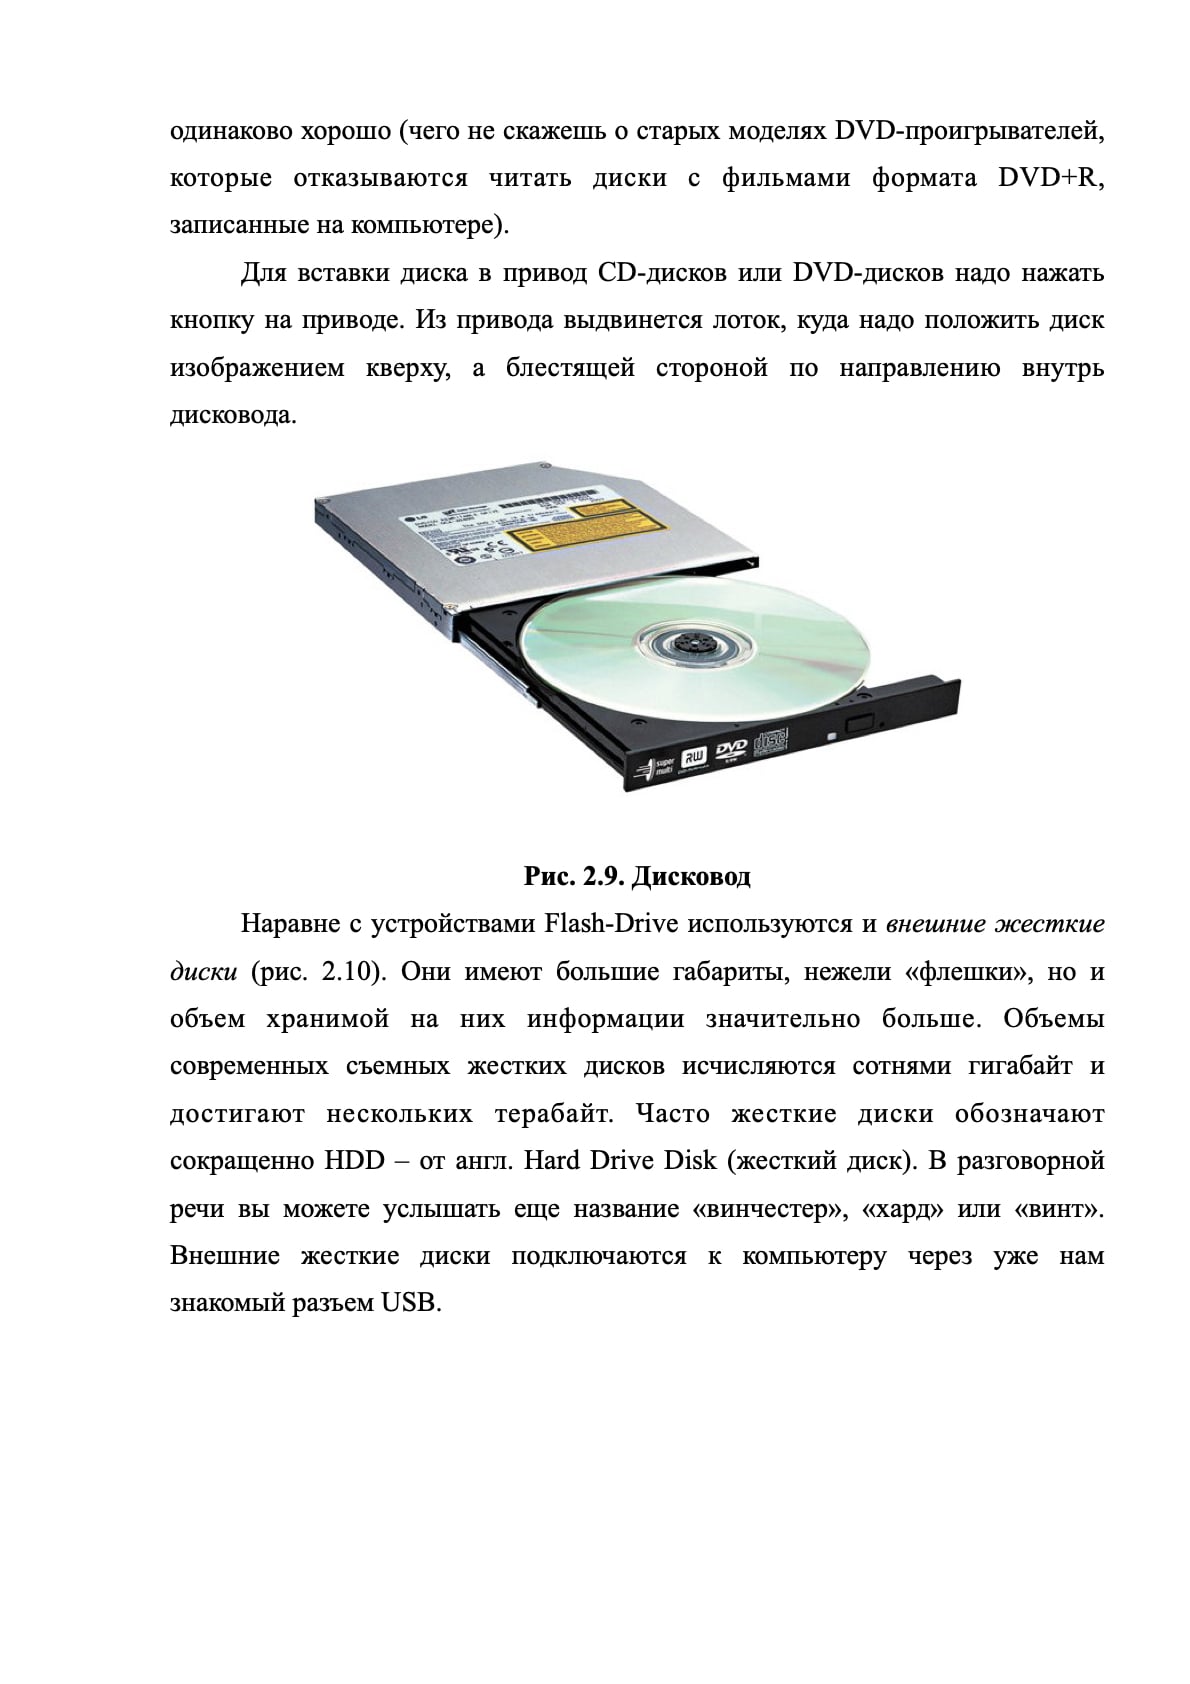 одинаково хорошо (чего не скажешь о старых моделях DVD-проигрывателей,
которые отказываются читать диски с фильмами формата DVD+R,
записанные на компьютере).
Для вставки диска в привод CD-дисков или DVD-дисков надо нажать
кнопку на приводе. Из привода выдвинется лоток, куда надо положить диск
изображением кверху, а блестящей стороной по направлению внутрь
дисковода.
LG
super
multi
RW
DVD
disc
Рис. 2.9. Дисковод
Наравне с устройствами Flash-Drive используются и внешние жесткие
диски (рис. 2.10). Они имеют большие габариты, нежели «флешки», но и
объем хранимой на них информации значительно больше. Объемы
современных съемных жестких дисков исчисляются сотнями гигабайт и
достигают нескольких терабайт. Часто жесткие диски обозначают
сокращенно HDD – от англ. Hard Drive Disk (жесткий диск). В разговорной
речи вы можете услышать еще название «винчестер», «хард» или «винт».
Внешние жесткие диски подключаются к компьютеру через уже нам
знакомый разъем USB.